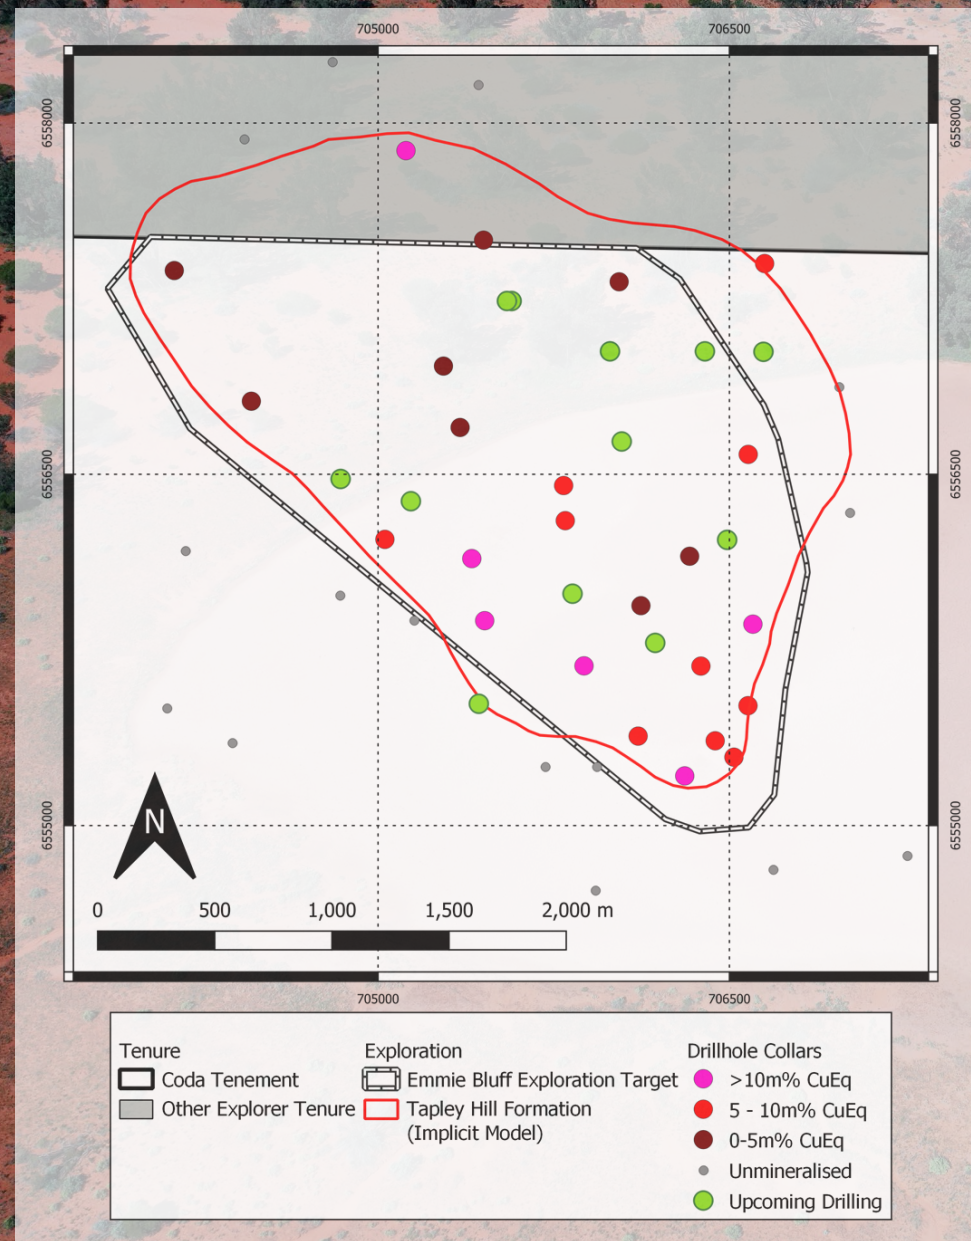 705000 706500
6558000 6558000
6556500 6556500
6555000 6555000
N
0 500 1,000 1,500 2,000 m
705000 706500
Tenure
Coda Tenement
Other Explorer Tenure
Exploration
Emmie Bluff Exploration Target
Tapley Hill Formation
(Implicit Model)
Drillhole Collars
>10m% CuEq
5 - 10m% CuEq
0-5m% CuEq
Unmineralised
Upcoming Drilling